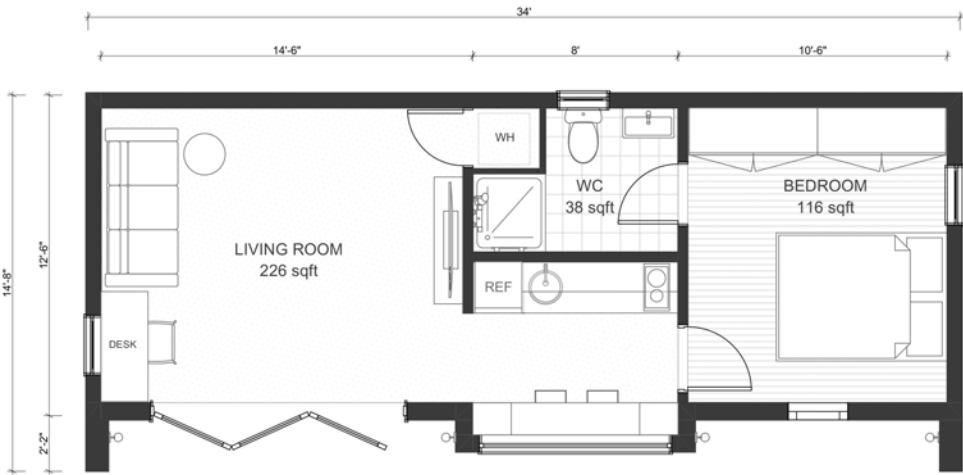 34'
14'-6"
8'
10'-6"
WH
WC
38 sqft
BEDROOM
116 sqft
LIVING ROOM
226 sqft
REF
DESK
14'-8"
12'-6"
2'-2"